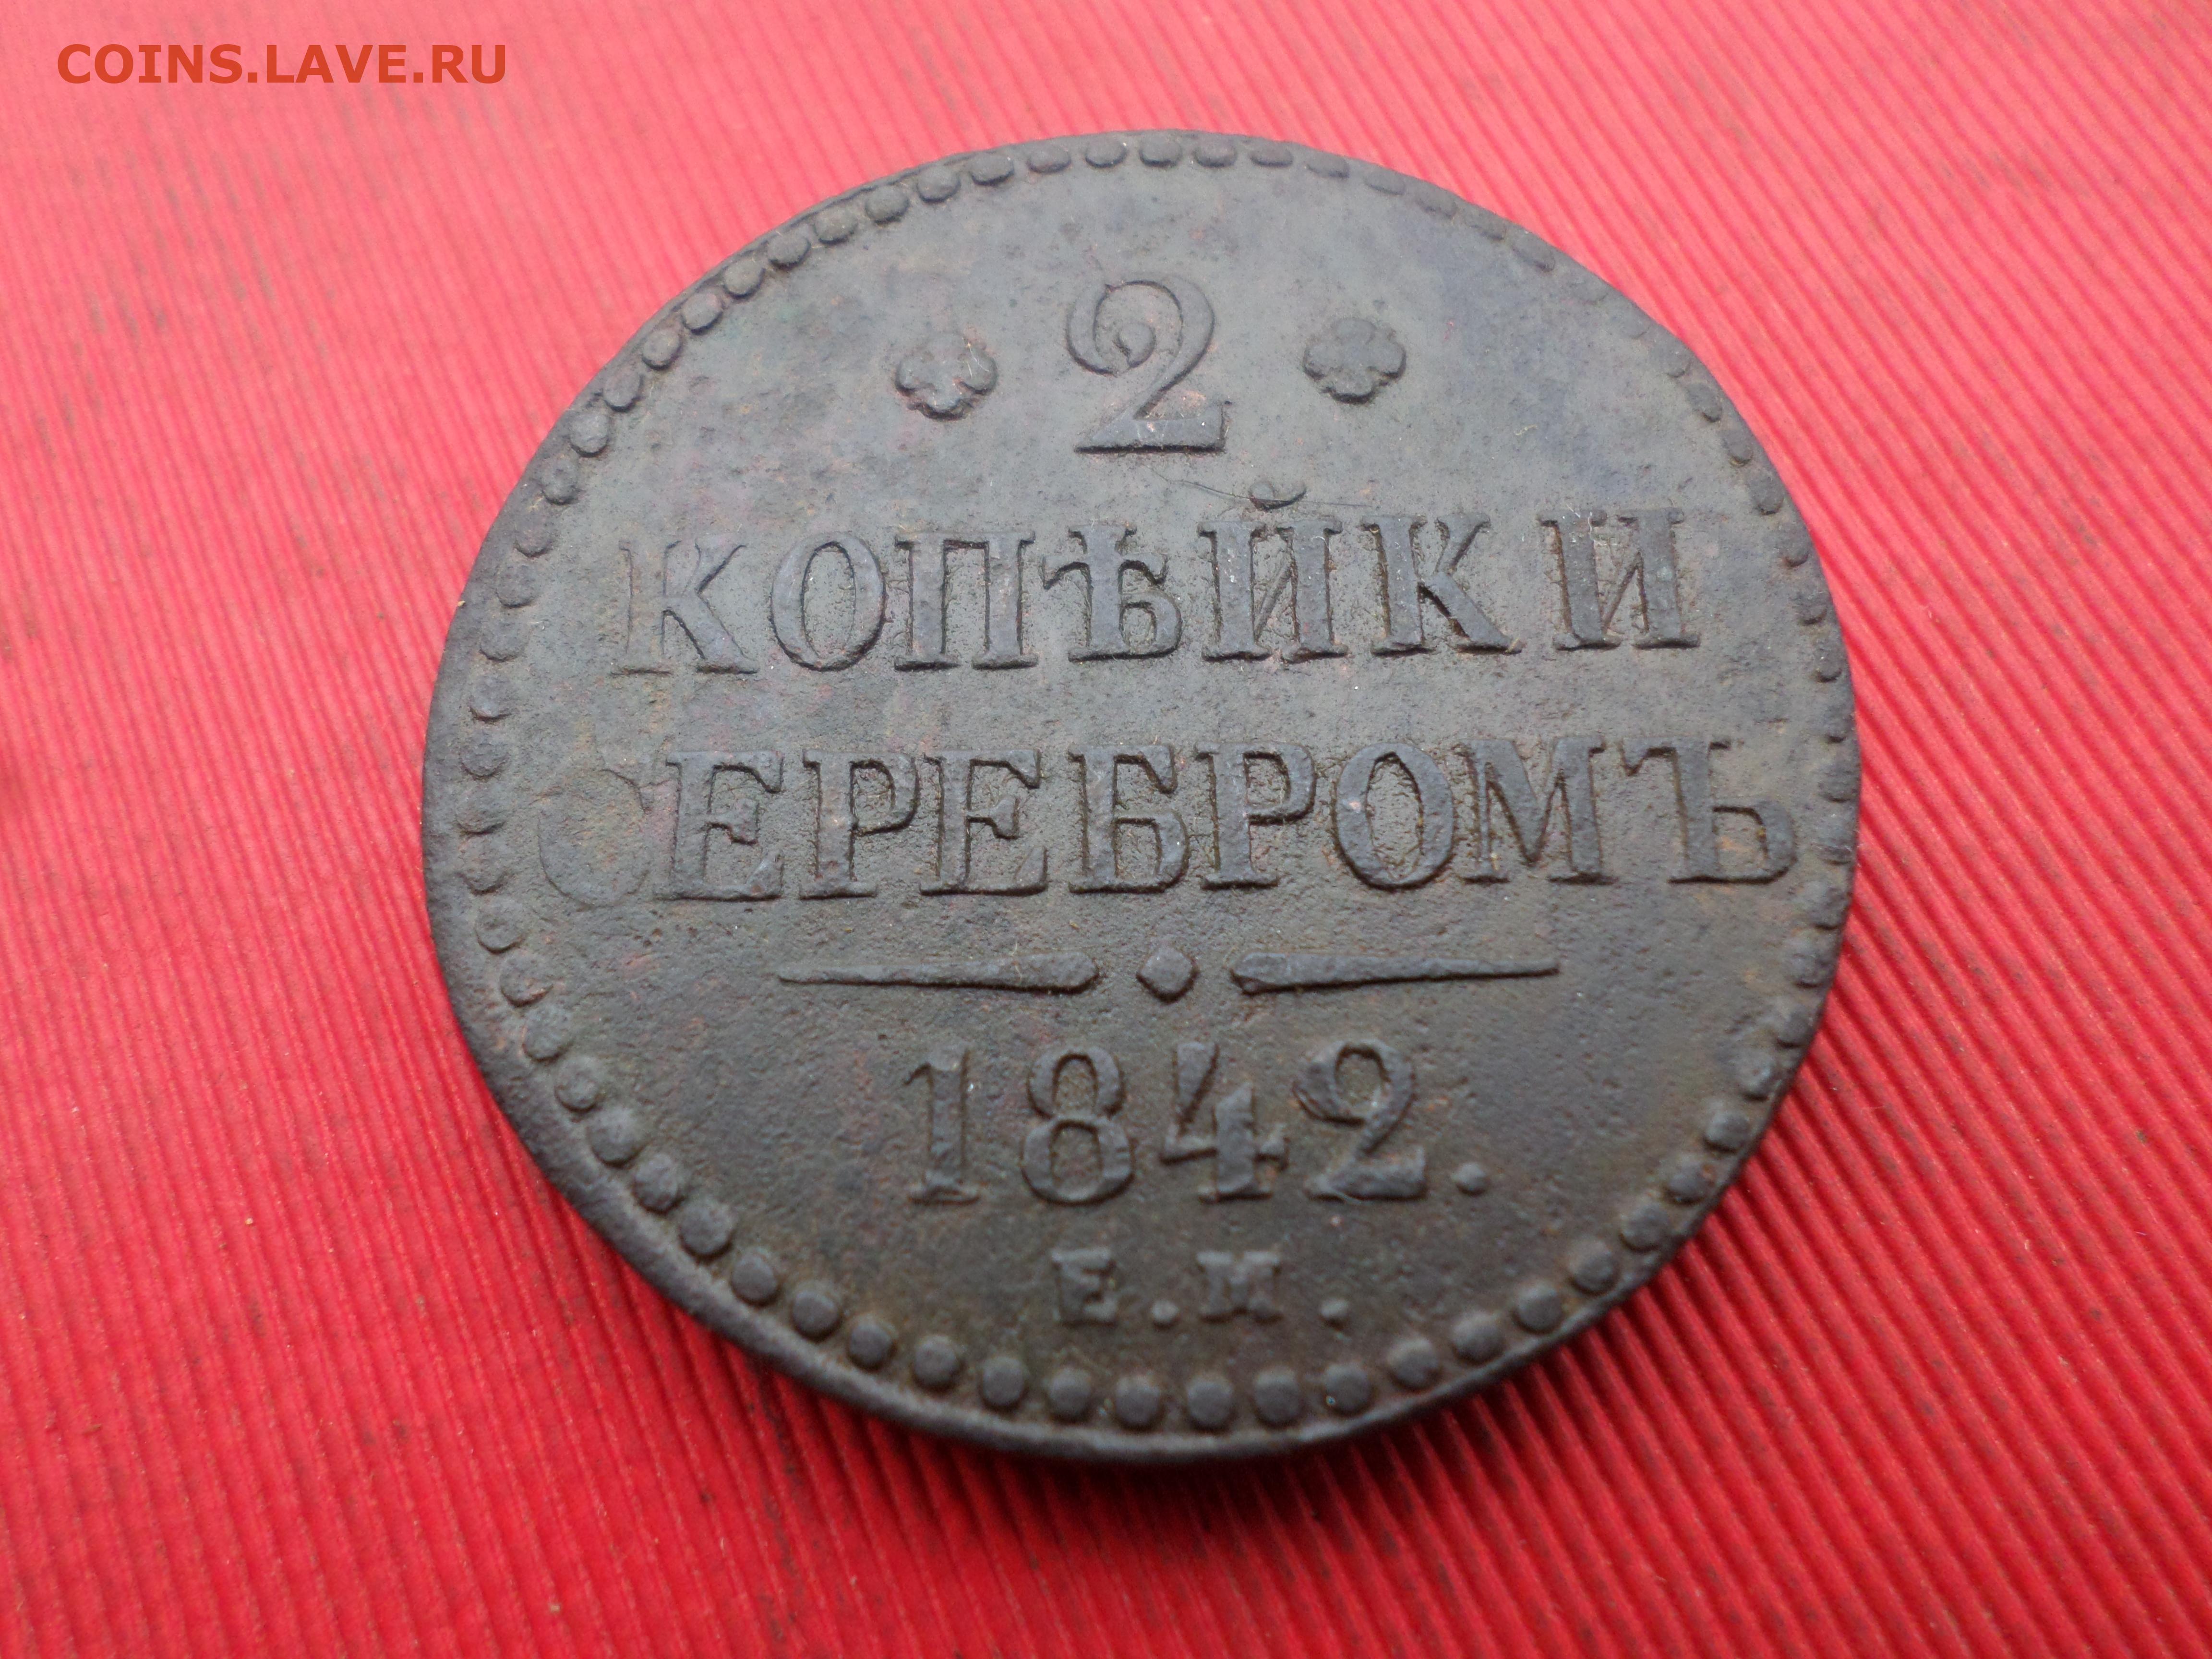 COINS.LAVE.RU
2
КОПѢЙКИ
СЕРЕБРОМЪ
1842.
Е.М.